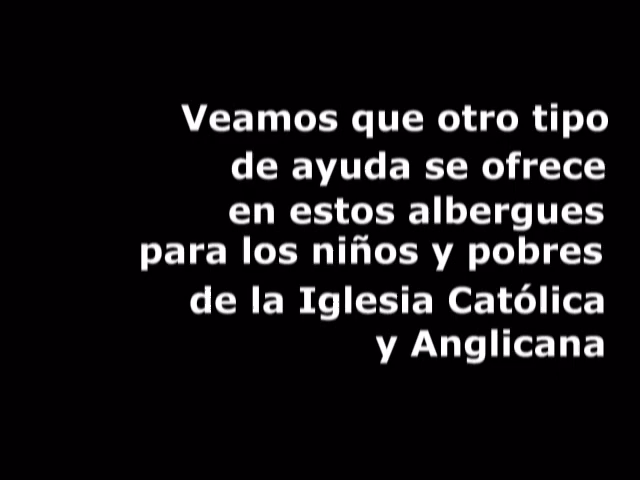 Veamos que otro tipo
de ayuda se ofrece
en estos albergues
para los niños y pobres
de la Iglesia Católica
y Anglicana